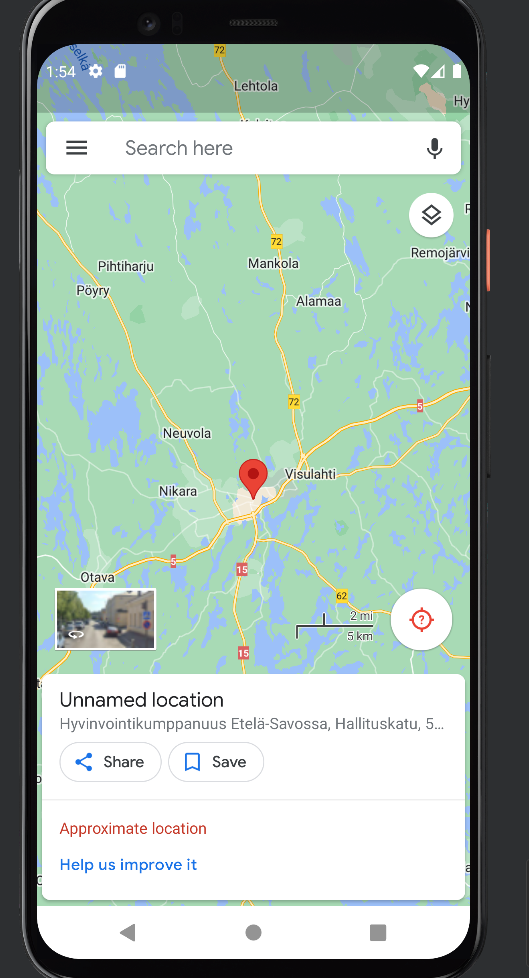 1:54
72
Lehtola
Hy
Search here
72
Mankola
Remojärvi
Pihtiharju
Pöyry
Alamaa
72
5
Neuvola
Visulahti
Nikara
5
15
Otava
62
2 mi
5 km
15
Unnamed location
Hyvinvointikumppanuus Etelä-Savossa, Hallituskatu, 5...
Share
Save
Approximate location
Help us improve it